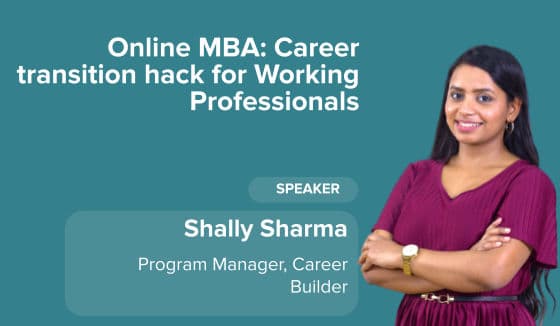 Online MBA: Career
transition hack for Working
Professionals
SPEAKER
Shally Sharma
Program Manager, Career
Builder